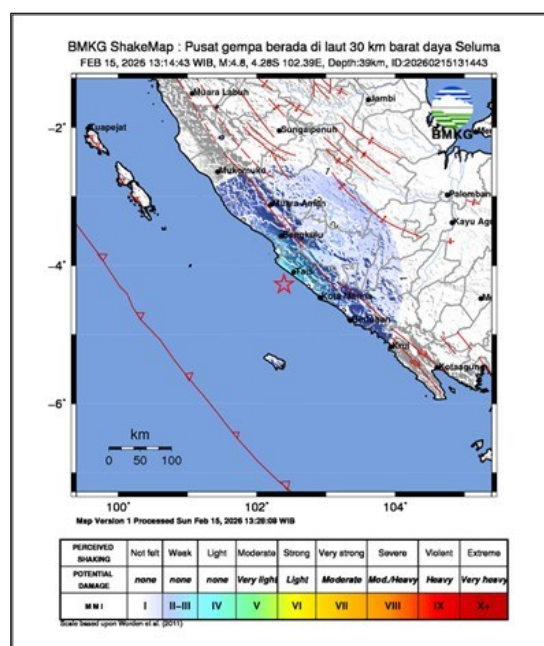 BMKG ShakeMap : Pusat gempa berada di laut 30 km barat daya Seluma
FEB 15, 2026 13:14:43 WIB, M:4.8, 4.28S 102.39E, Depth:39km, ID:20260215131443
Muara Labuh
Jambi
BMKG
Tuapejat
Sungaipenuh
−2°
Mukomuko
Muara Aman
Kayu Ag
Bengkulu
Tais
−4°
Kota Manna
Bintuhan
Krui
Kotaagung
−6°
km
0 50 100
100° 102° 104°
Map Version 1 Processed Sun Feb 15, 2026 13:28:08 WIB
PERCEIVED SHAKING Not felt Weak Light Moderate Strong Very strong Severe Violent Extreme
POTENTIAL DAMAGE none none none Very light Light Moderate Mod./Heavy Heavy Very heavy
MMI I II–III IV V VI VII VIII IX X+
Scale based upon Worden et al. (2011)